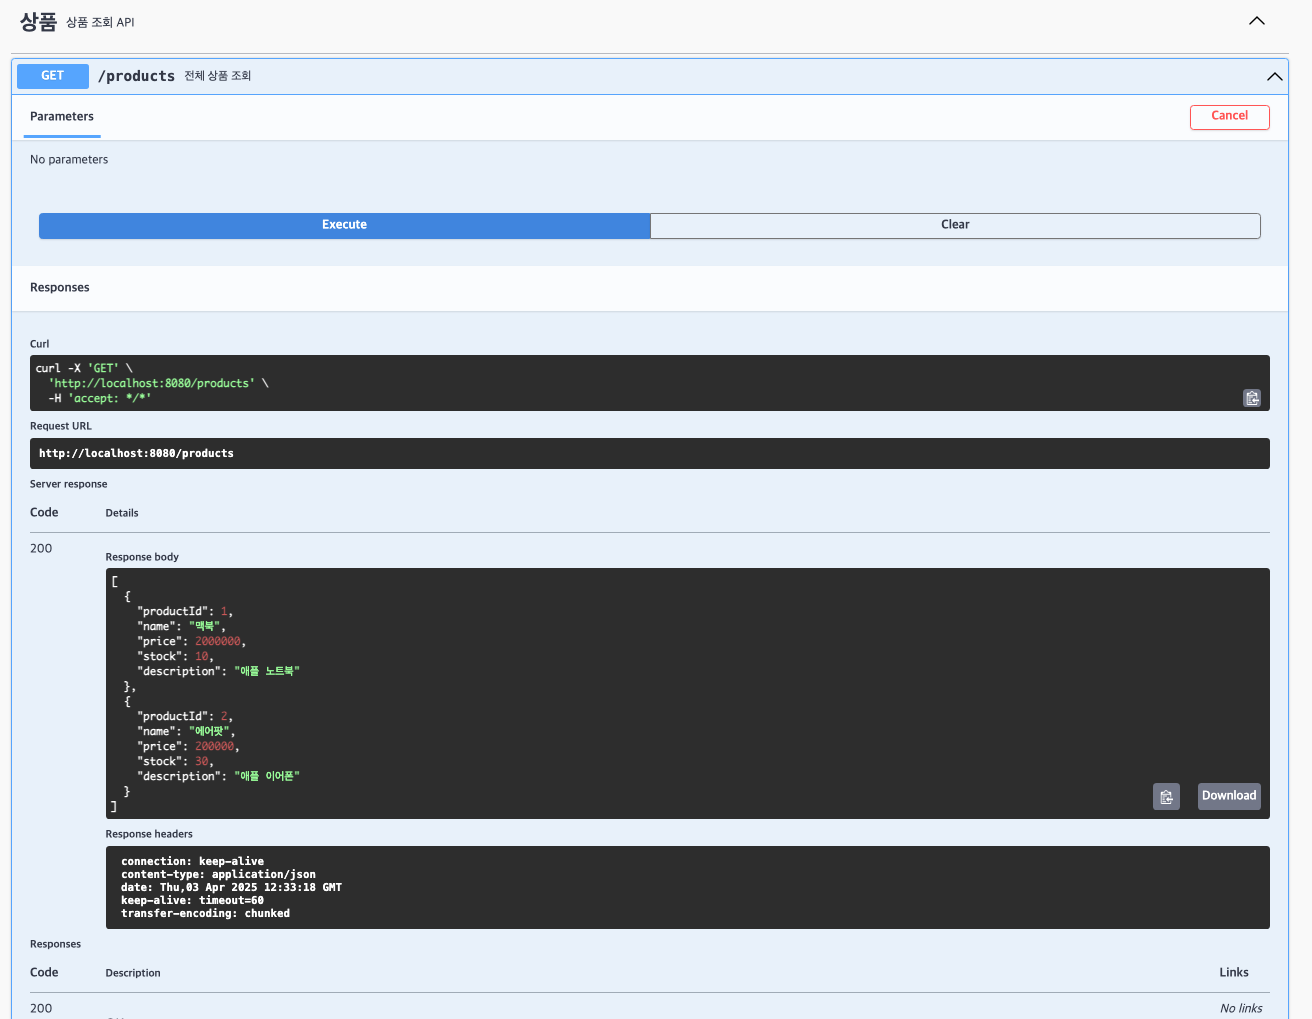 상품 상품 조회 API
GET /products 전체 상품 조회
Parameters Cancel
No parameters
Execute Clear
Responses
Curl
curl -X 'GET' \
'http://localhost:8080/products' \
-H 'accept: */*'
Request URL
http://localhost:8080/products
Server response
Code Details
200
Response body
[
{
"productId": 1,
"name": "맥북",
"price": 2000000,
"stock": 10,
"description": "애플 노트북"
},
{
"productId": 2,
"name": "에어팟",
"price": 200000,
"stock": 30,
"description": "애플 이어폰"
}
]
Download
Response headers
connection: keep-alive
content-type: application/json
date: Thu,03 Apr 2025 12:33:18 GMT
keep-alive: timeout=60
transfer-encoding: chunked
Responses
Code Description Links
200 No links